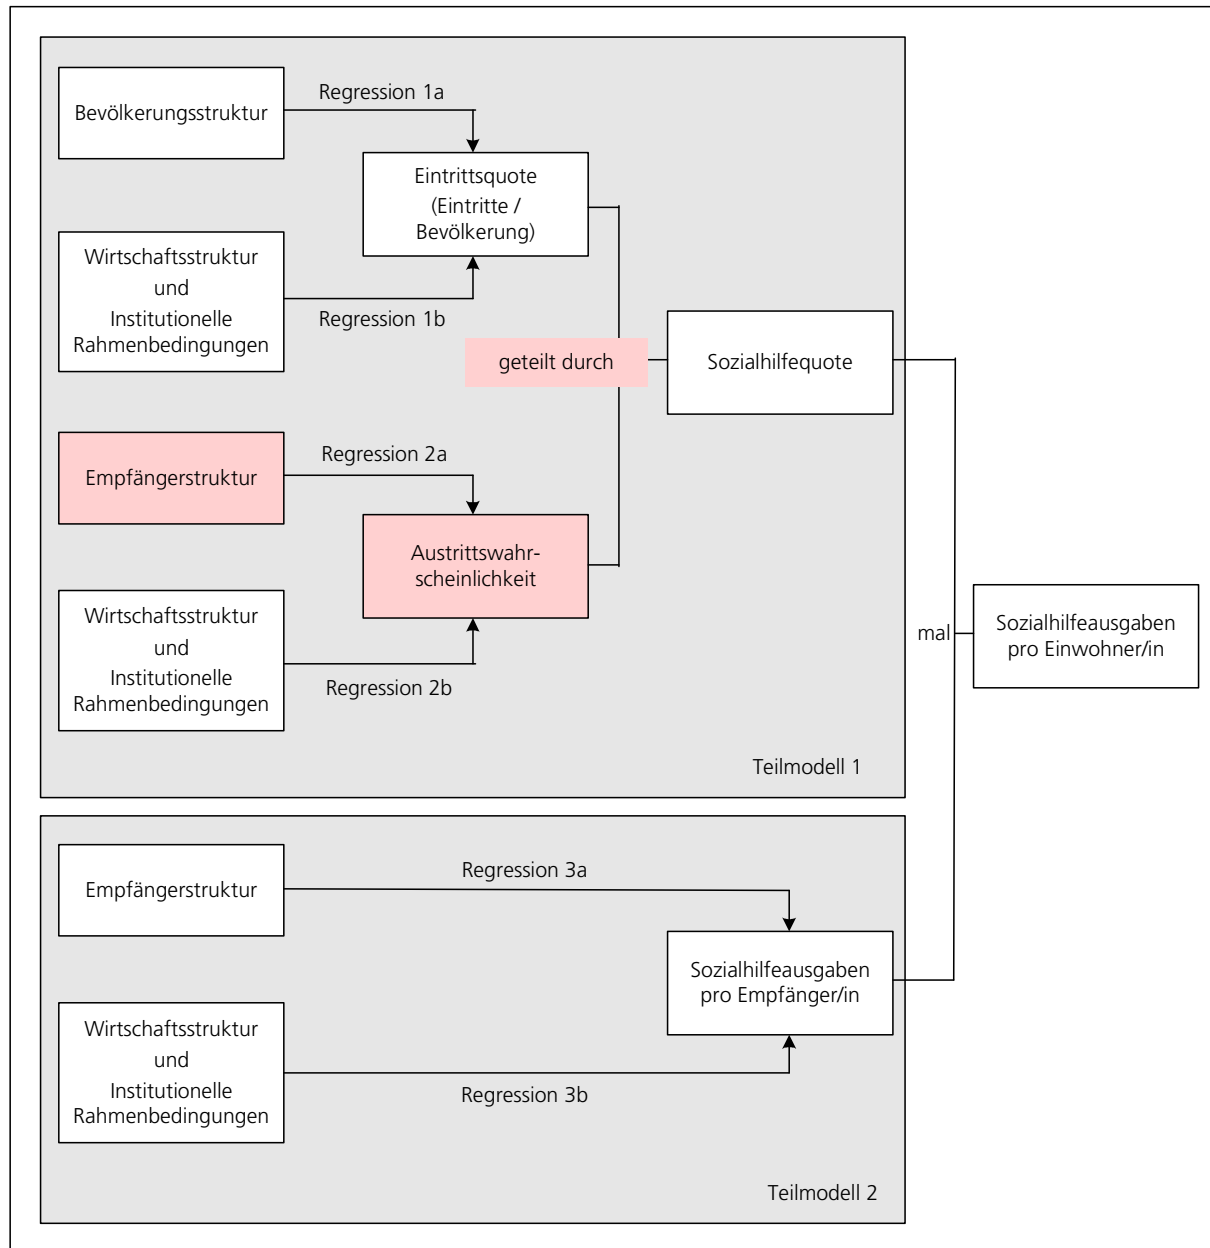 Bevölkerungsstruktur
Regression 1a
Eintrittsquote
(Eintritte /
Bevölkerung)
Wirtschaftsstruktur
und
Institutionelle
Rahmenbedingungen
Regression 1b
geteilt durch
Sozialhilfequote
Empfängerstruktur
Regression 2a
Austrittswahr-
scheinlichkeit
Wirtschaftsstruktur
und
Institutionelle
Rahmenbedingungen
Regression 2b
mal
Sozialhilfeausgaben
pro Einwohner/in
Teilmodell 1
Empfängerstruktur
Regression 3a
Sozialhilfeausgaben
pro Empfänger/in
Wirtschaftsstruktur
und
Institutionelle
Rahmenbedingungen
Regression 3b
Teilmodell 2